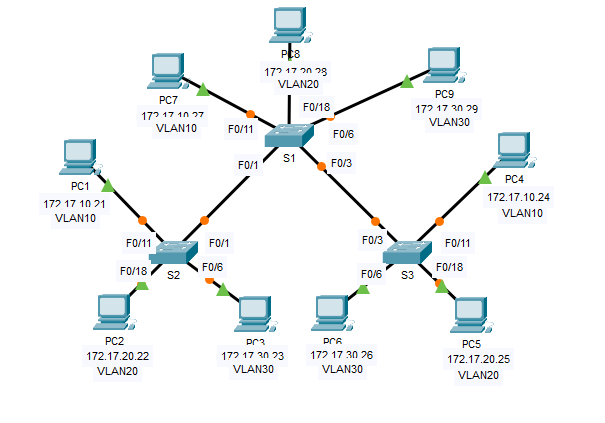 PC8
172.17.20.28
VLAN20
PC7
172.17.10.27
VLAN10
PC9
172.17.30.29
VLAN30
F0/18
F0/11
F0/6
S1
F0/1
F0/3
PC1
172.17.10.21
VLAN10
PC4
172.17.10.24
VLAN10
F0/11
F0/1
F0/18
F0/6
S2
F0/3
F0/11
F0/6
F0/18
S3
PC2
172.17.20.22
VLAN20
PC3
172.17.30.23
VLAN30
PC6
172.17.30.26
VLAN30
PC5
172.17.20.25
VLAN20